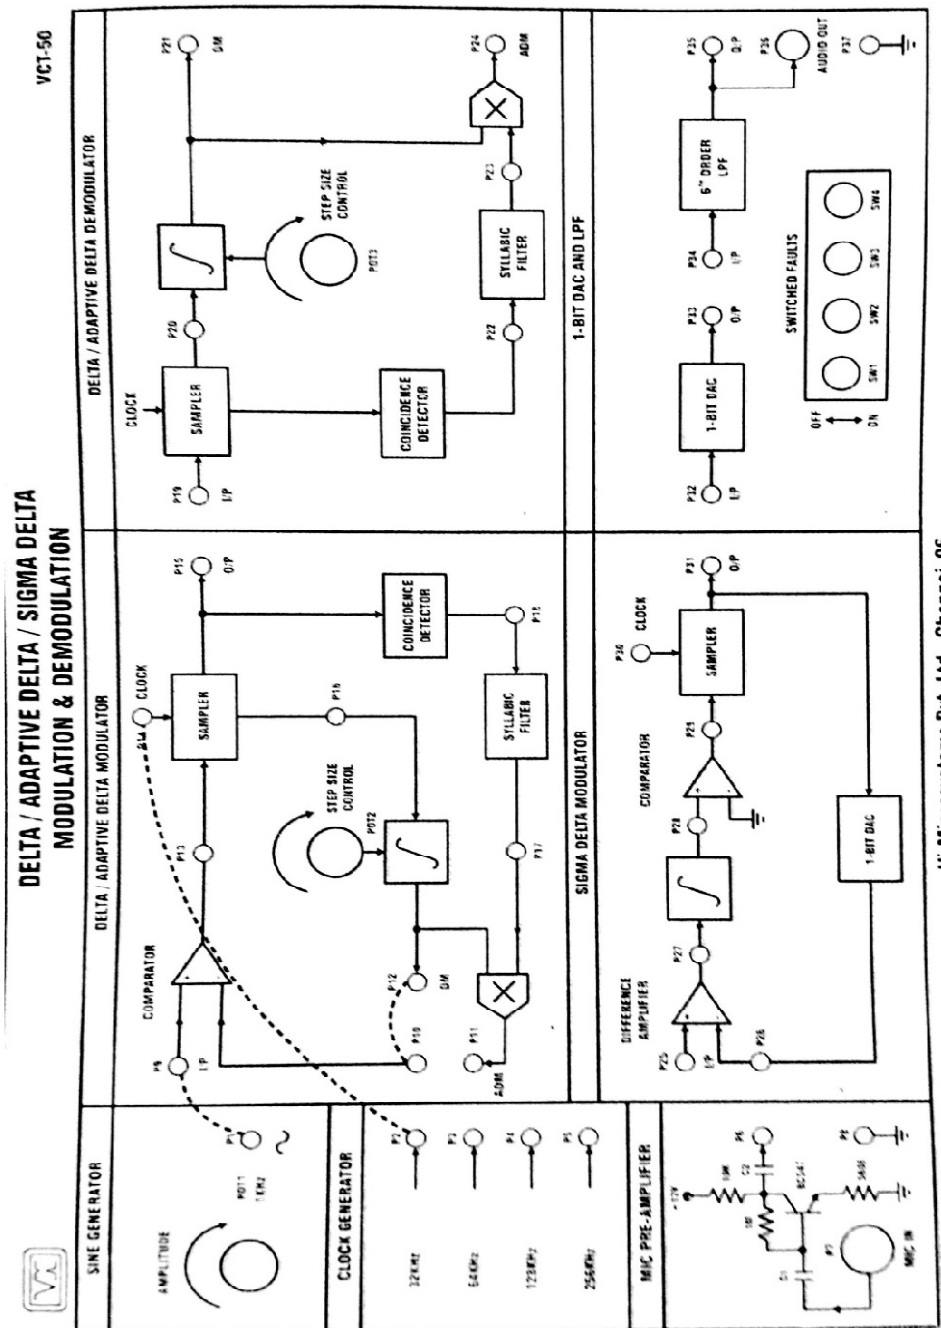 DELTA / ADAPTIVE DELTA / SIGMA DELTA
MODULATION & DEMODULATION
VCT-50
SINE GENERATOR
AMPLITUDE
POT1
1KHZ
P1
CLOCK GENERATOR
32KHZ
P2
64KHZ
P3
128KHZ
P4
256KHZ
P5
MIC PRE-AMPLIFIER
C1
C2
P6
P8
MIC IN
DELTA / ADAPTIVE DELTA MODULATOR
COMPARATOR
P9
I/P
P10
P11
ADM
P12
DM
P13
CLOCK
SAMPLER
P15
O/P
P16
STEP SIZE
CONTROL
POT2
COINCIDENCE
DETECTOR
P18
SYLLABIC
FILTER
P17
DELTA / ADAPTIVE DELTA DEMODULATOR
CLOCK
P19
I/P
SAMPLER
P20
P21
DM
STEP SIZE
CONTROL
POT3
COINCIDENCE
DETECTOR
P22
SYLLABIC
FILTER
P23
P24
ADM
SIGMA DELTA MODULATOR
DIFFERENCE
AMPLIFIER
P25
I/P
P26
P27
P28
COMPARATOR
P29
P30
CLOCK
SAMPLER
P31
O/P
1-BIT DAC
1-BIT DAC AND LPF
P32
I/P
1-BIT DAC
P33
O/P
P34
I/P
6TH ORDER
LPF
P35
O/P
P36
AUDIO OUT
P37
SWITCHED FAULTS
OFF
ON
SW1
SW2
SW3
SW4